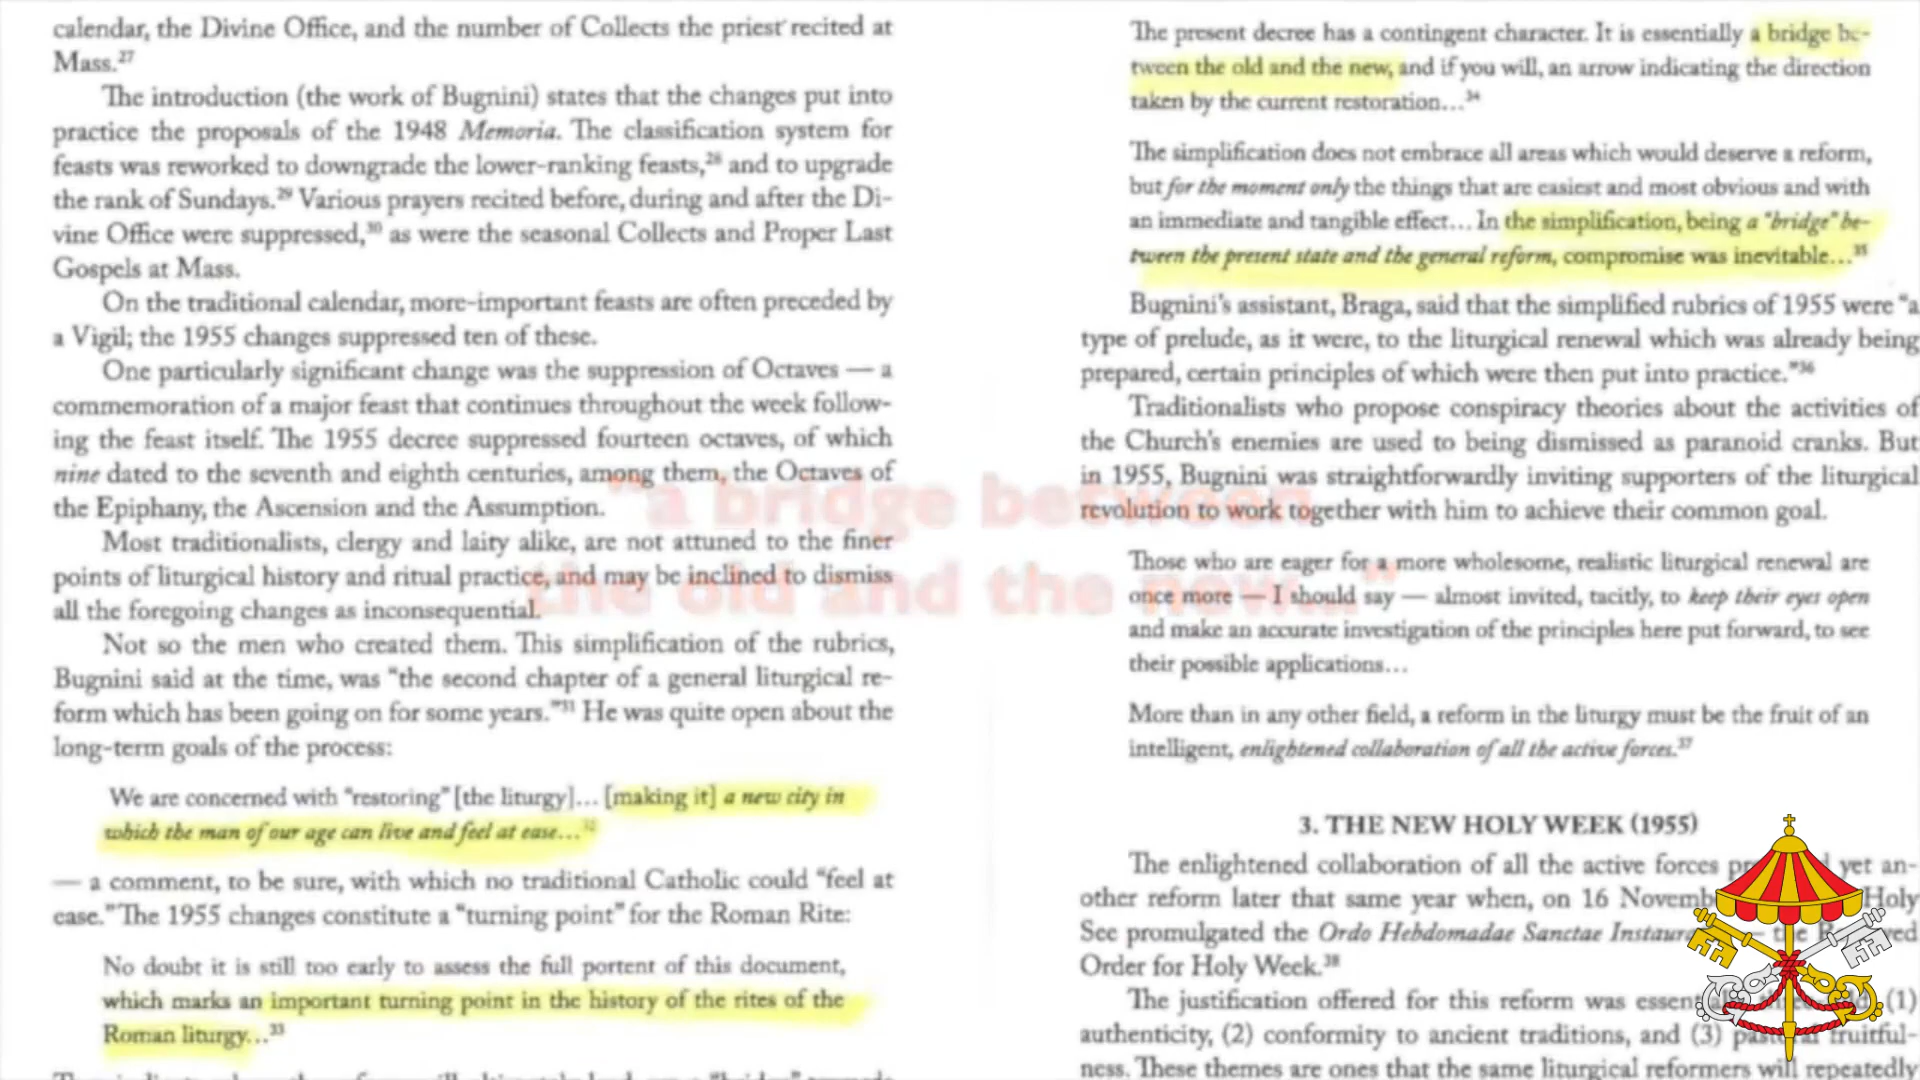 calendar, the Divine Office, and the number of Collects the priest recited at
Mass.27
The introduction (the work of Bugnini) states that the changes put into
practice the proposals of the 1948 Memoria. The classification system for
feasts was reworked to downgrade the lower-ranking feasts,28 and to upgrade
the rank of Sundays.29 Various prayers recited before, during and after the Di-
vine Office were suppressed,30 as were the seasonal Collects and Proper Last
Gospels at Mass.
On the traditional calendar, more-important feasts are often preceded by
a Vigil; the 1955 changes suppressed ten of these.
One particularly significant change was the suppression of Octaves — a
commemoration of a major feast that continues throughout the week follow-
ing the feast itself. The 1955 decree suppressed fourteen octaves, of which
nine dated to the seventh and eighth centuries, among them, the Octaves of
the Epiphany, the Ascension and the Assumption.
Most traditionalists, clergy and laity alike, are not attuned to the finer
points of liturgical history and ritual practice, and may be inclined to dismiss
all the foregoing changes as inconsequential.
Not so the men who created them. This simplification of the rubrics,
Bugnini said at the time, was “the second chapter of a general liturgical re-
form which has been going on for some years.”31 He was quite open about the
long-term goals of the process:
We are concerned with “restoring” [the liturgy]… [making it] a new city in
which the man of our age can live and feel at ease…32
— a comment, to be sure, with which no traditional Catholic could “feel at
ease.” The 1955 changes constitute a “turning point” for the Roman Rite:
No doubt it is still too early to assess the full portent of this document,
which marks an important turning point in the history of the rites of the
Roman liturgy…33
The present decree has a contingent character. It is essentially a bridge be-
tween the old and the new, and if you will, an arrow indicating the direction
taken by the current restoration…34
The simplification does not embrace all areas which would deserve a reform,
but for the moment only the things that are easiest and most obvious and with
an immediate and tangible effect… In the simplification, being a “bridge” be-
tween the present state and the general reform, compromise was inevitable…35
Bugnini’s assistant, Braga, said that the simplified rubrics of 1955 were “a
type of prelude, as it were, to the liturgical renewal which was already being
prepared, certain principles of which were then put into practice.”36
Traditionalists who propose conspiracy theories about the activities of
the Church’s enemies are used to being dismissed as paranoid cranks. But
in 1955, Bugnini was straightforwardly inviting supporters of the liturgical
revolution to work together with him to achieve their common goal.
Those who are eager for a more wholesome, realistic liturgical renewal are
once more — I should say — almost invited, tacitly, to keep their eyes open
and make an accurate investigation of the principles here put forward, to see
their possible applications…
More than in any other field, a reform in the liturgy must be the fruit of an
intelligent, enlightened collaboration of all the active forces.37
3. THE NEW HOLY WEEK (1955)
The enlightened collaboration of all the active forces yet an-
other reform later that same year when, on 16 Holy
See promulgated the Ordo Hebdomadae Sanctae — the
Order for Holy Week.38
The justification offered for this reform was (1)
authenticity, (2) conformity to ancient traditions, and (3) fruitful-
ness. These themes are ones that the same liturgical reformers will repeatedly
“a bridge between
the old and the new…”